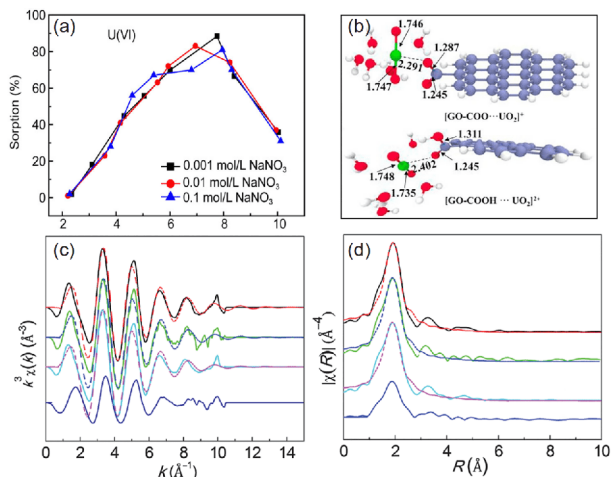 (a)
U(VI)
Sorption (%)
100
80
60
40
20
0
0.001 mol/L NaNO3
0.01 mol/L NaNO3
0.1 mol/L NaNO3
2
4
6
8
10
(b)
1.746
1.287
2.291
1.747
1.245
[GO-COO···UO2]+
1.311
2.402
1.748
1.245
1.735
[GO-COOH ··· UO2]2+
(c)
k3χ(k) (Å-3)
0 2 4 6 8 10 12 14
k(Å-1)
(d)
|χ(R)| (Å-4)
0 2 4 6 8 10
R(Å)